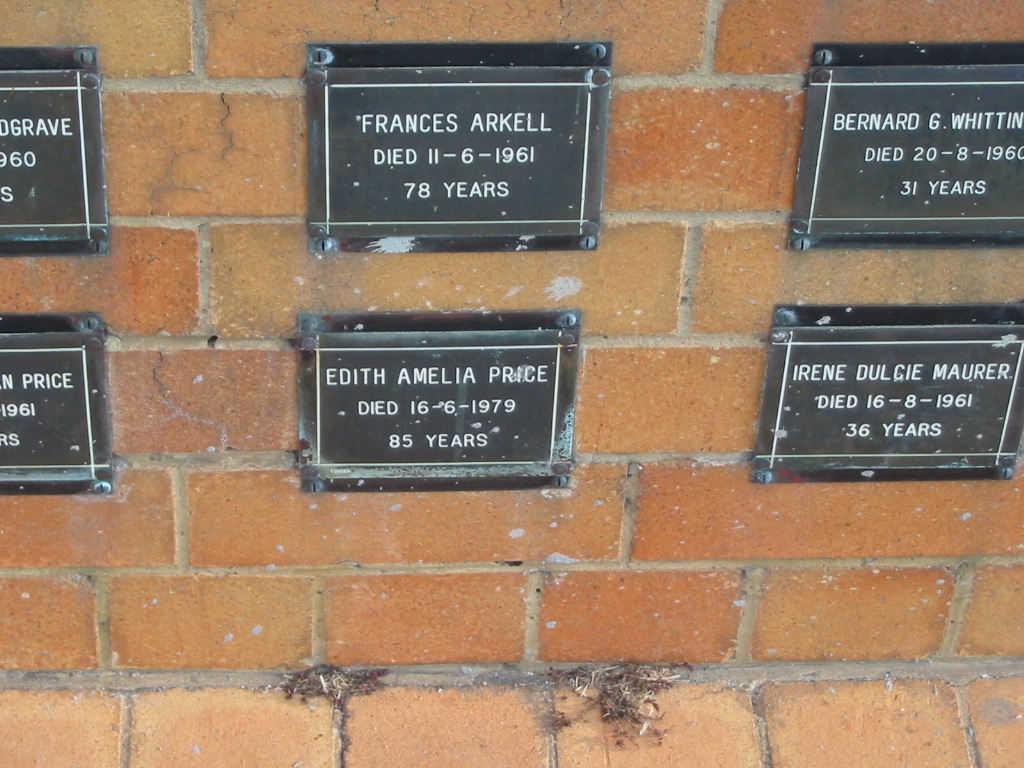 FRANCES ARKELL
DIED 11-6-1961
78 YEARS
BERNARD G. WHITTIN
DIED 20-8-1960
31 YEARS
DGRAVE
960
S
N PRICE
-1961
RS
EDITH AMELIA PRICE
DIED 16-6-1979
85 YEARS
IRENE DULCIE MAURER.
DIED 16-8-1961
36 YEARS